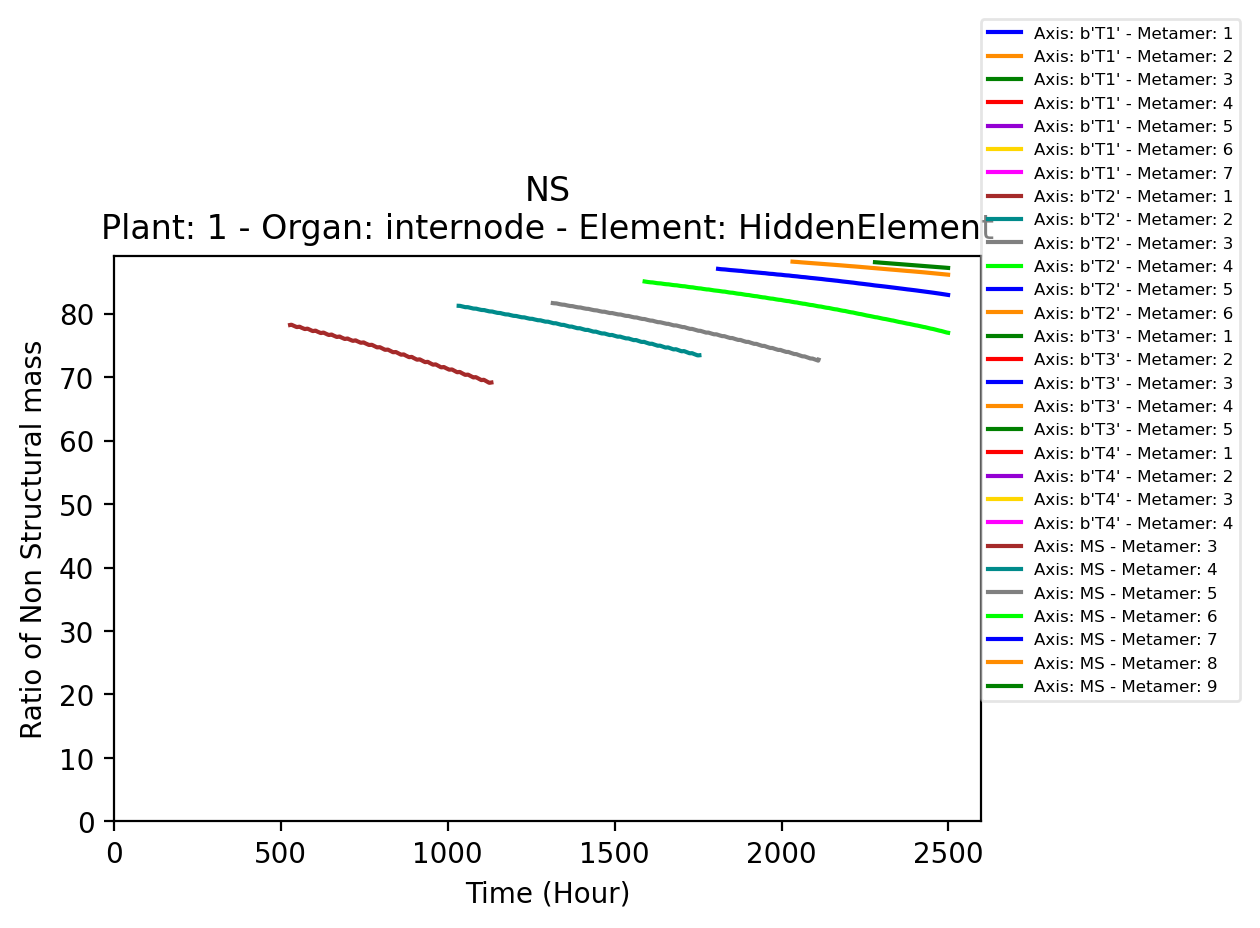 NS
Plant: 1 - Organ: internode - Element: HiddenElement
Ratio of Non Structural mass
80
70
60
50
40
30
20
10
0
0 500 1000 1500 2000 2500
Time (Hour)
Axis: b'T1' - Metamer: 1
Axis: b'T1' - Metamer: 2
Axis: b'T1' - Metamer: 3
Axis: b'T1' - Metamer: 4
Axis: b'T1' - Metamer: 5
Axis: b'T1' - Metamer: 6
Axis: b'T1' - Metamer: 7
Axis: b'T2' - Metamer: 1
Axis: b'T2' - Metamer: 2
Axis: b'T2' - Metamer: 3
Axis: b'T2' - Metamer: 4
Axis: b'T2' - Metamer: 5
Axis: b'T2' - Metamer: 6
Axis: b'T3' - Metamer: 1
Axis: b'T3' - Metamer: 2
Axis: b'T3' - Metamer: 3
Axis: b'T3' - Metamer: 4
Axis: b'T3' - Metamer: 5
Axis: b'T4' - Metamer: 1
Axis: b'T4' - Metamer: 2
Axis: b'T4' - Metamer: 3
Axis: b'T4' - Metamer: 4
Axis: MS - Metamer: 3
Axis: MS - Metamer: 4
Axis: MS - Metamer: 5
Axis: MS - Metamer: 6
Axis: MS - Metamer: 7
Axis: MS - Metamer: 8
Axis: MS - Metamer: 9